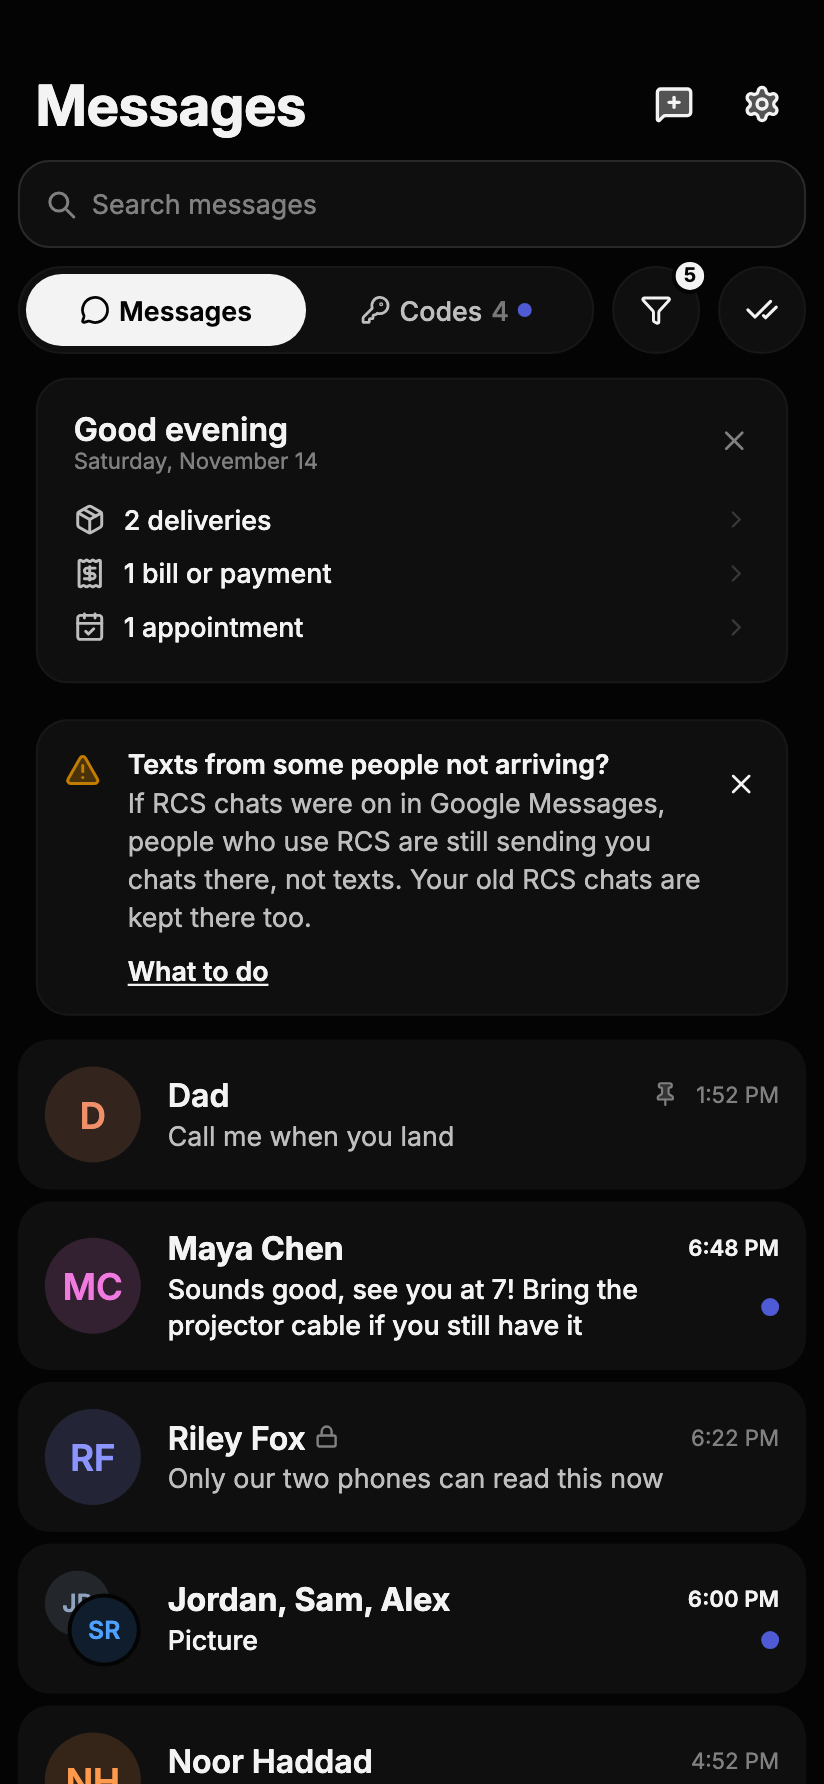 Messages
Search messages
Messages
Codes 4
5
Good evening
Saturday, November 14
2 deliveries
1 bill or payment
1 appointment
Texts from some people not arriving?
If RCS chats were on in Google Messages,
people who use RCS are still sending you
chats there, not texts. Your old RCS chats are
kept there too.
What to do
D
Dad
1:52 PM
Call me when you land
MC
Maya Chen
6:48 PM
Sounds good, see you at 7! Bring the
projector cable if you still have it
RF
Riley Fox
6:22 PM
Only our two phones can read this now
SR
Jordan, Sam, Alex
6:00 PM
Picture
NH
Noor Haddad
4:52 PM